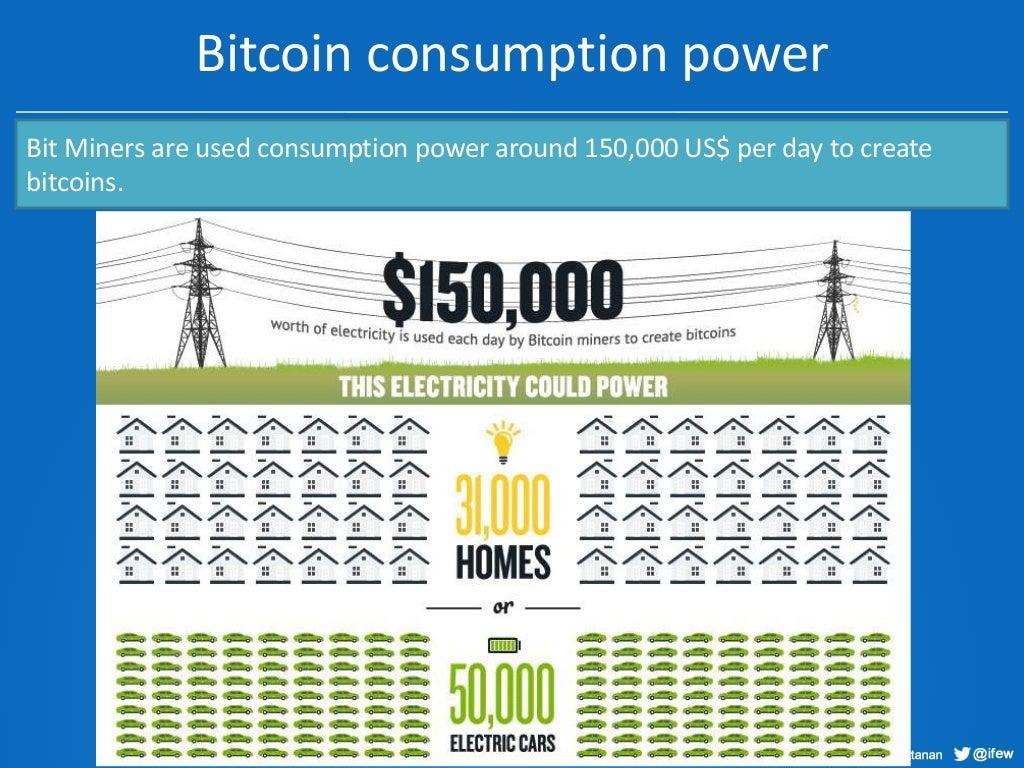 Bitcoin consumption power
Bit Miners are used consumption power around 150,000 US$ per day to create
bitcoins.
$150,000
worth of electricity is used each day by Bitcoin miners to create bitcoins
THIS ELECTRICITY COULD POWER
31,000
HOMES
or
50,000
ELECTRIC CARS
@ifew